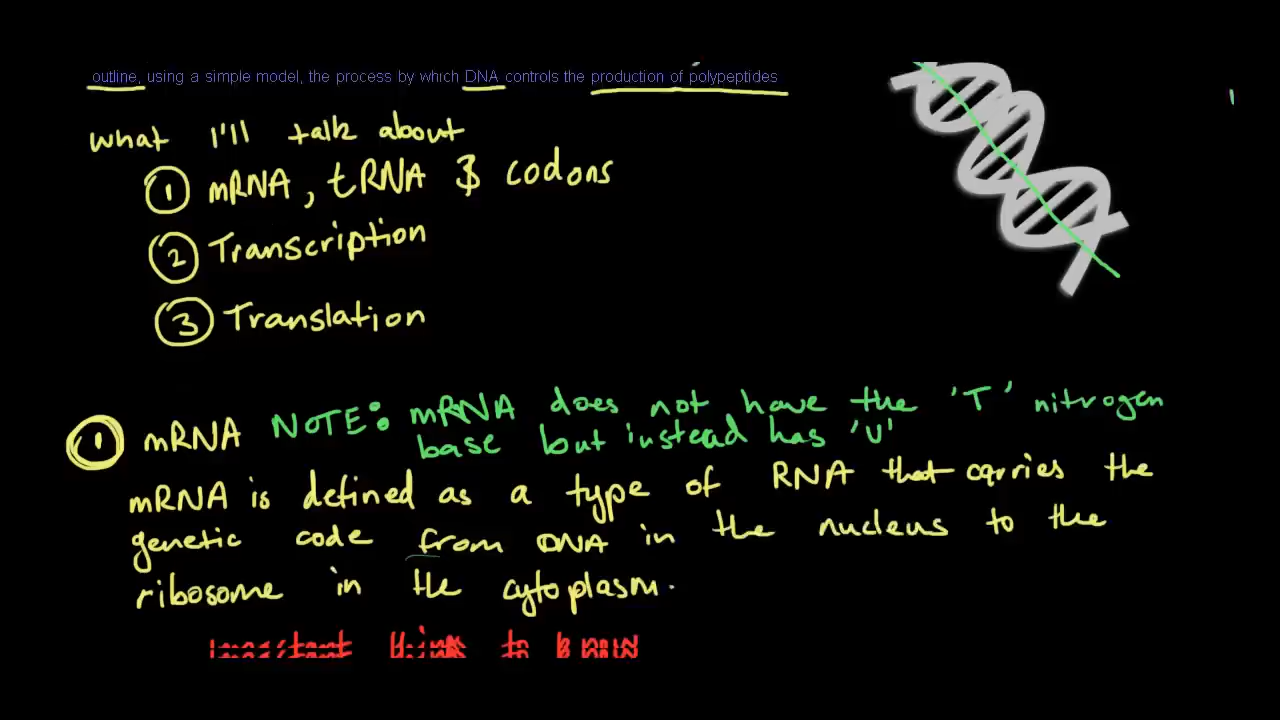 outline, using a simple model, the process by which DNA controls the production of polypeptides
what I'll talk about
1 mRNA, tRNA & codons
2 Transcription
3 Translation
1 mRNA NOTE: mRNA does not have the 'T' nitrogen
base but instead has 'U'
mRNA is defined as a type of RNA that carries the
genetic code from DNA in the nucleus to the
ribosome in the cytoplasm.
to know